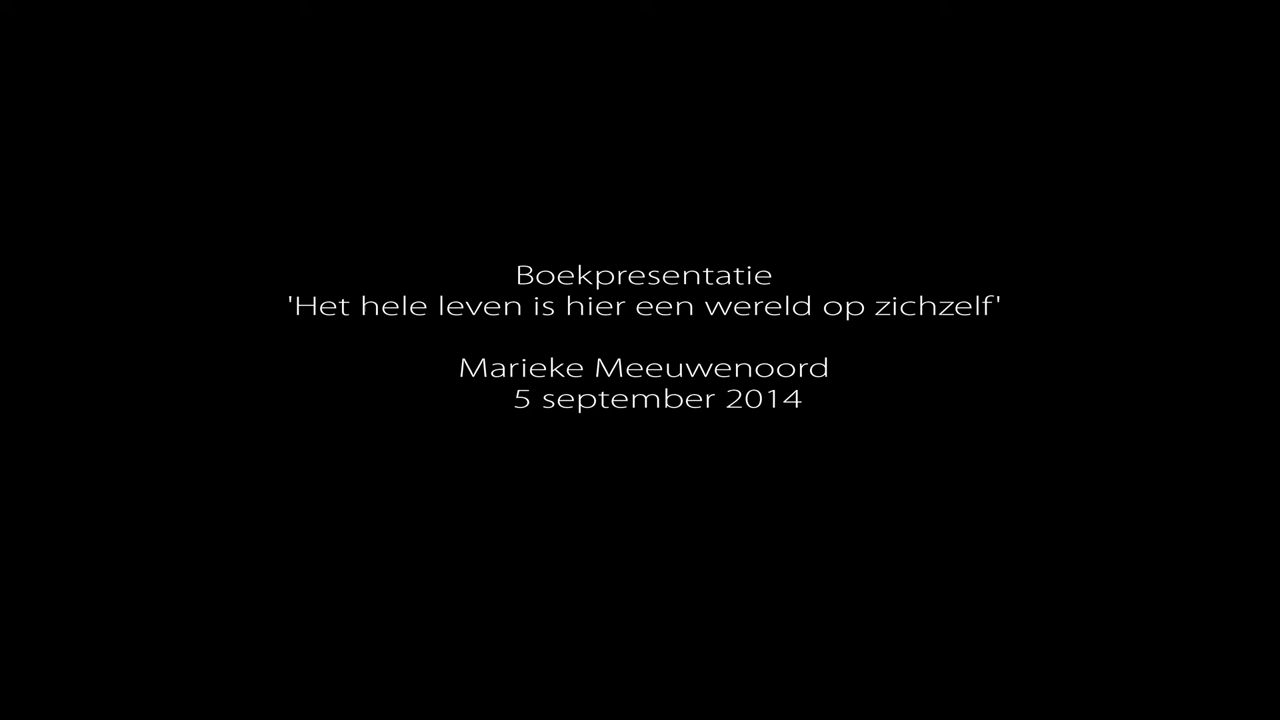 Boekpresentatie
'Het hele leven is hier een wereld op zichzelf'
Marieke Meeuwenoord
5 september 2014